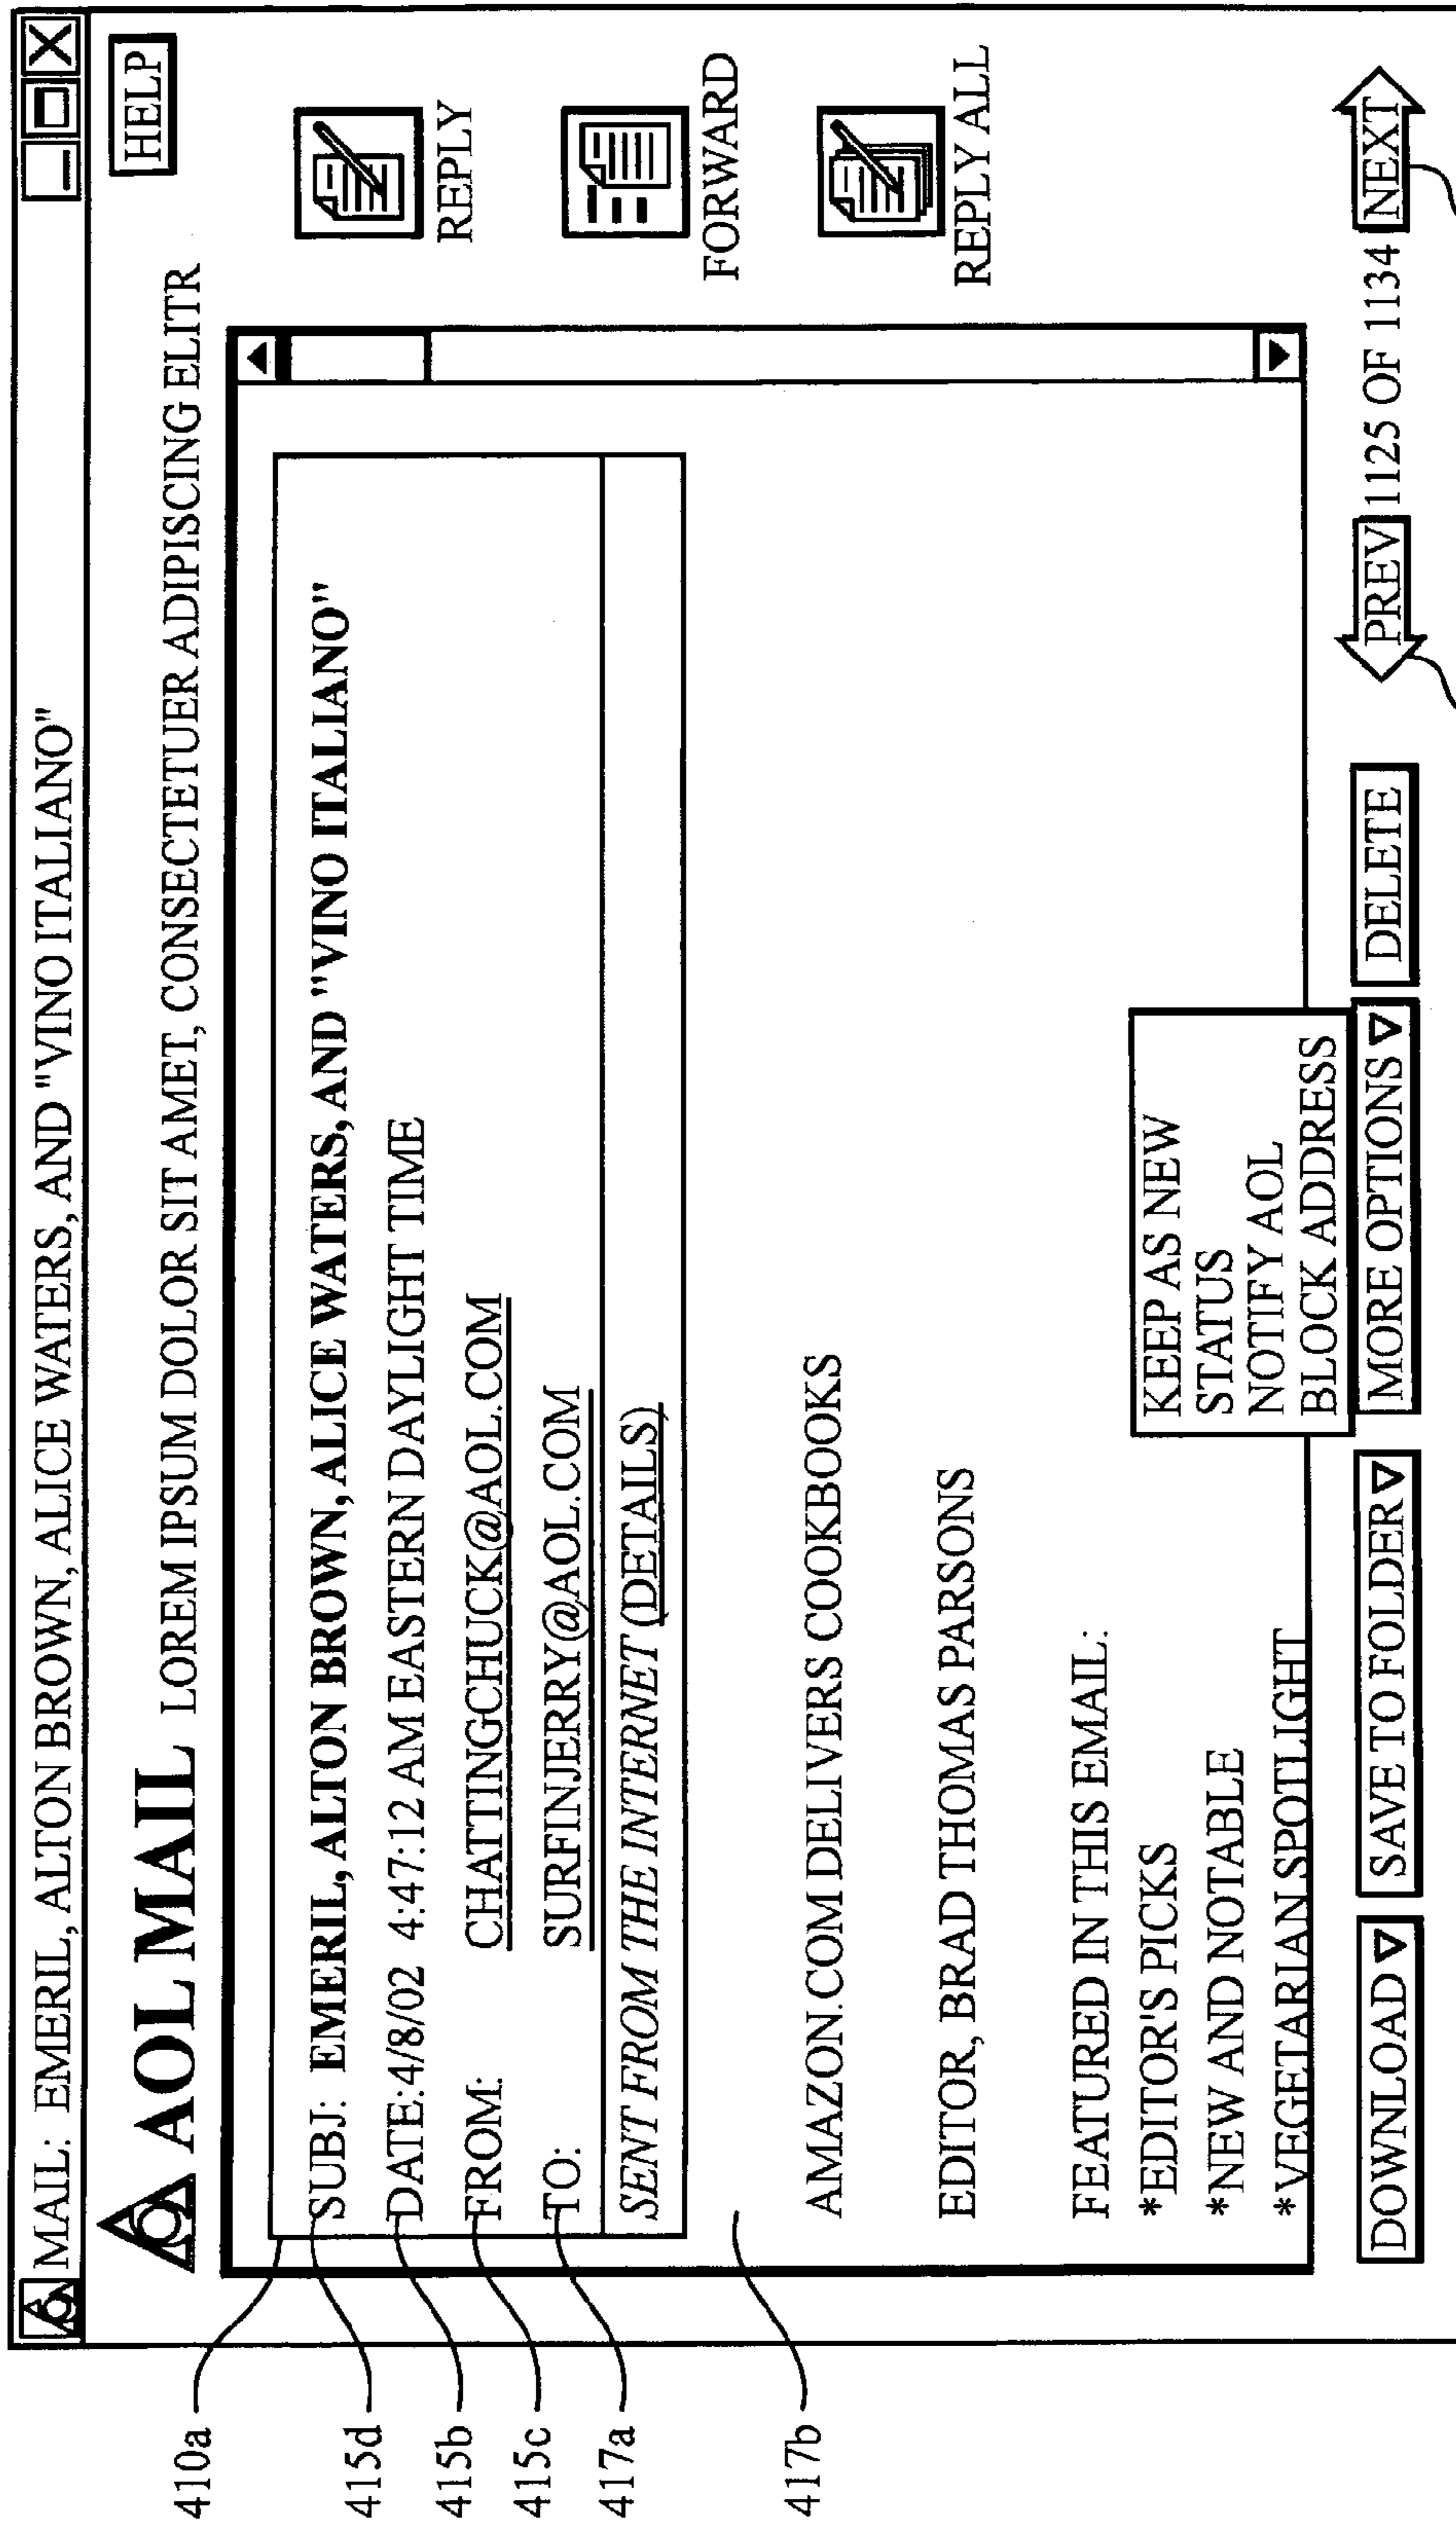 MAIL: EMERIL, ALTON BROWN, ALICE WATERS, AND "VINO ITALIANO"
HELP
AOL MAIL LOREM IPSUM DOLOR SIT AMET, CONSECTETUER ADIPISCING ELITR
410a
415d
SUBJ: EMERIL, ALTON BROWN, ALICE WATERS, AND "VINO ITALIANO"
415b
DATE:4/8/02 4:47:12 AM EASTERN DAYLIGHT TIME
415c
FROM: CHATTINGCHUCK@AOL.COM
417a
TO: SURFINJERRY@AOL.COM
SENT FROM THE INTERNET (DETAILS)
417b
AMAZON.COM DELIVERS COOKBOOKS
EDITOR, BRAD THOMAS PARSONS
FEATURED IN THIS EMAIL:
*EDITOR'S PICKS
*NEW AND NOTABLE
*VEGETARIAN SPOTLIGHT
REPLY
FORWARD
REPLY ALL
KEEP AS NEW
STATUS
NOTIFY AOL
BLOCK ADDRESS
DOWNLOAD SAVE TO FOLDER MORE OPTIONS DELETE PREV 1125 OF 1134 NEXT